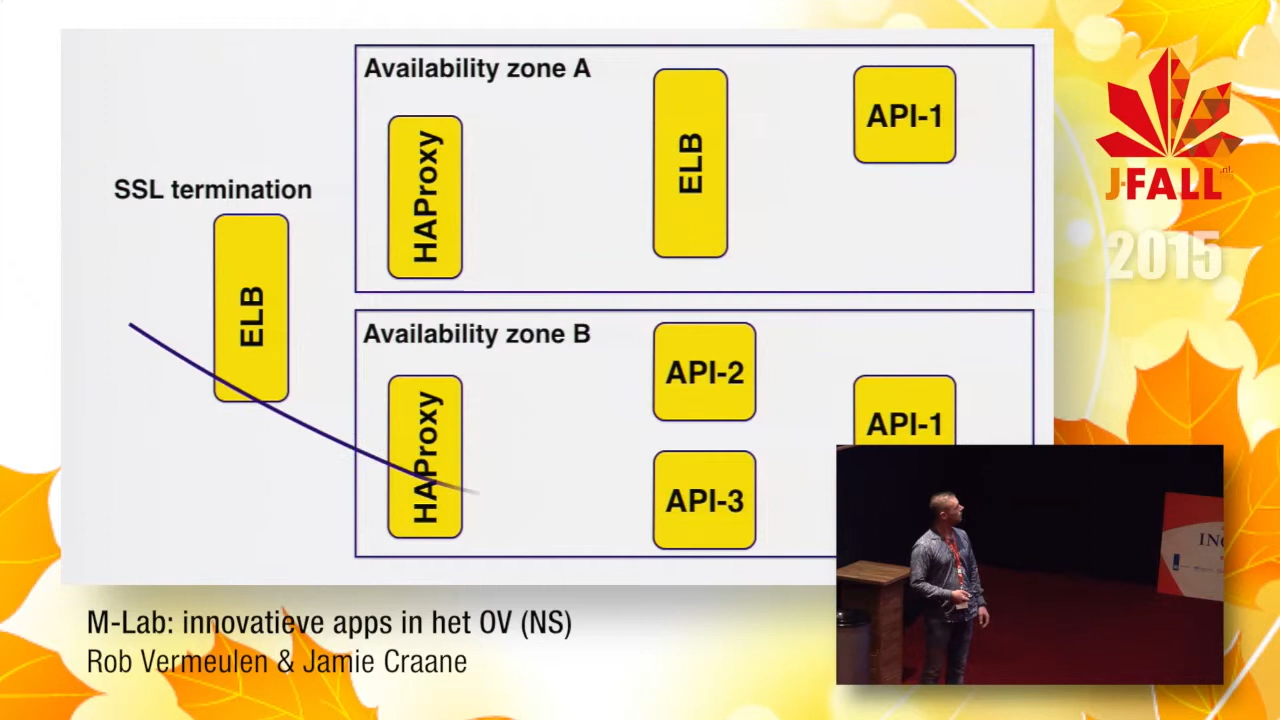 Availability zone A
HAProxy
ELB
API-1
SSL termination
ELB
Availability zone B
HAProxy
API-2
API-3
API-1
J-FALL
.nl
2015
M-Lab: innovatieve apps in het OV (NS)
Rob Vermeulen & Jamie Craane